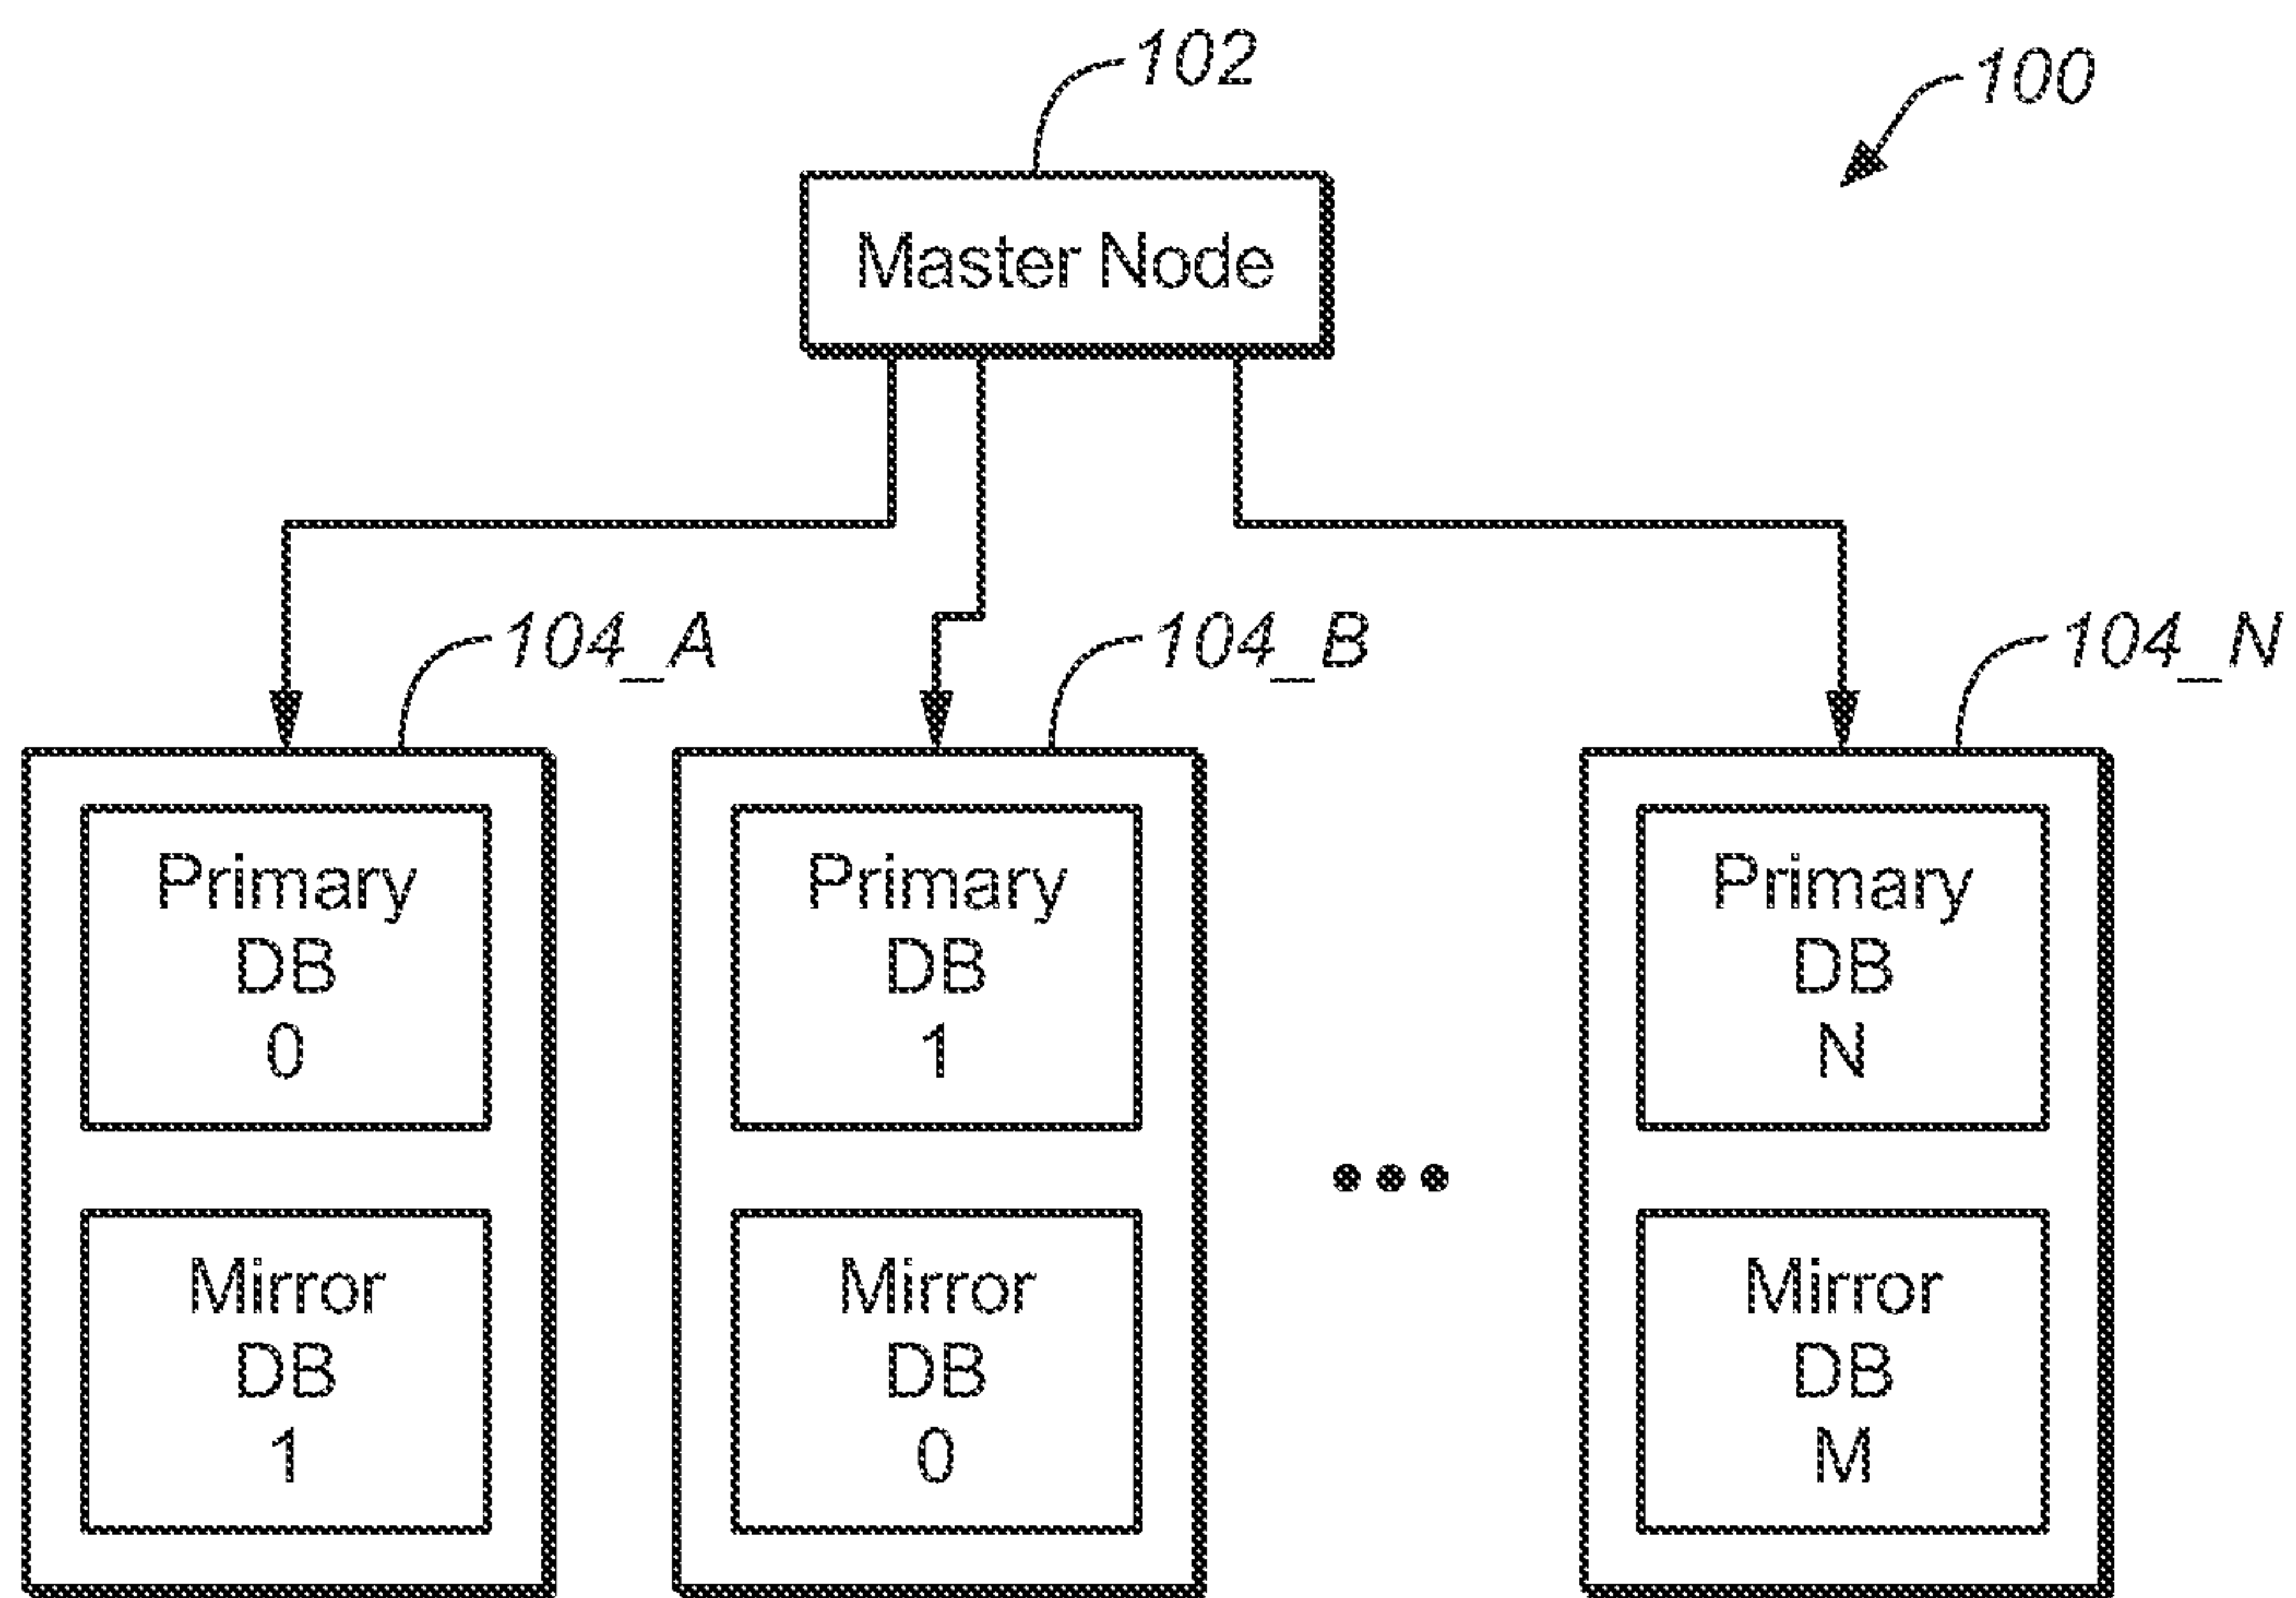 102
100
Master Node
104_A
104_B
104_N
Primary
DB
0
Primary
DB
1
Primary
DB
N
Mirror
DB
1
Mirror
DB
0
Mirror
DB
M